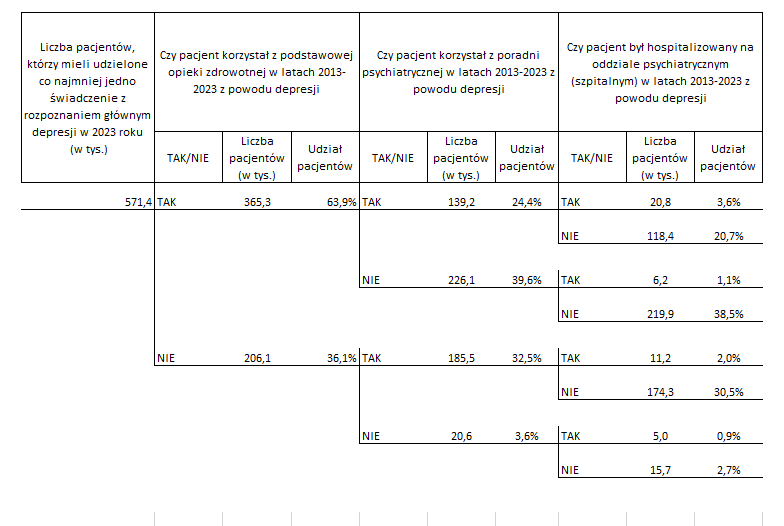 Liczba pacjentów,
którzy mieli udzielone
co najmniej jedno
świadczenie z
rozpoznaniem głównym
depresji w 2023 roku
(w tys.)
Czy pacjent korzystał z podstawowej
opieki zdrowotnej w latach 2013-
2023 z powodu depresji
Czy pacjent korzystał z poradni
psychiatrycznej w latach 2013-2023 z
powodu depresji
Czy pacjent był hospitalizowany na
oddziale psychiatrycznym
(szpitalnym) w latach 2013-2023 z
powodu depresji
TAK/NIE
Liczba
pacjentów
(w tys.)
Udział
pacjentów
TAK/NIE
Liczba
pacjentów
(w tys.)
Udział
pacjentów
TAK/NIE
Liczba
pacjentów
(w tys.)
Udział
pacjentów
571,4 TAK 365,3 63,9% TAK 139,2 24,4% TAK 20,8 3,6%
NIE 118,4 20,7%
NIE 226,1 39,6% TAK 6,2 1,1%
NIE 219,9 38,5%
NIE 206,1 36,1% TAK 185,5 32,5% TAK 11,2 2,0%
NIE 174,3 30,5%
NIE 20,6 3,6% TAK 5,0 0,9%
NIE 15,7 2,7%